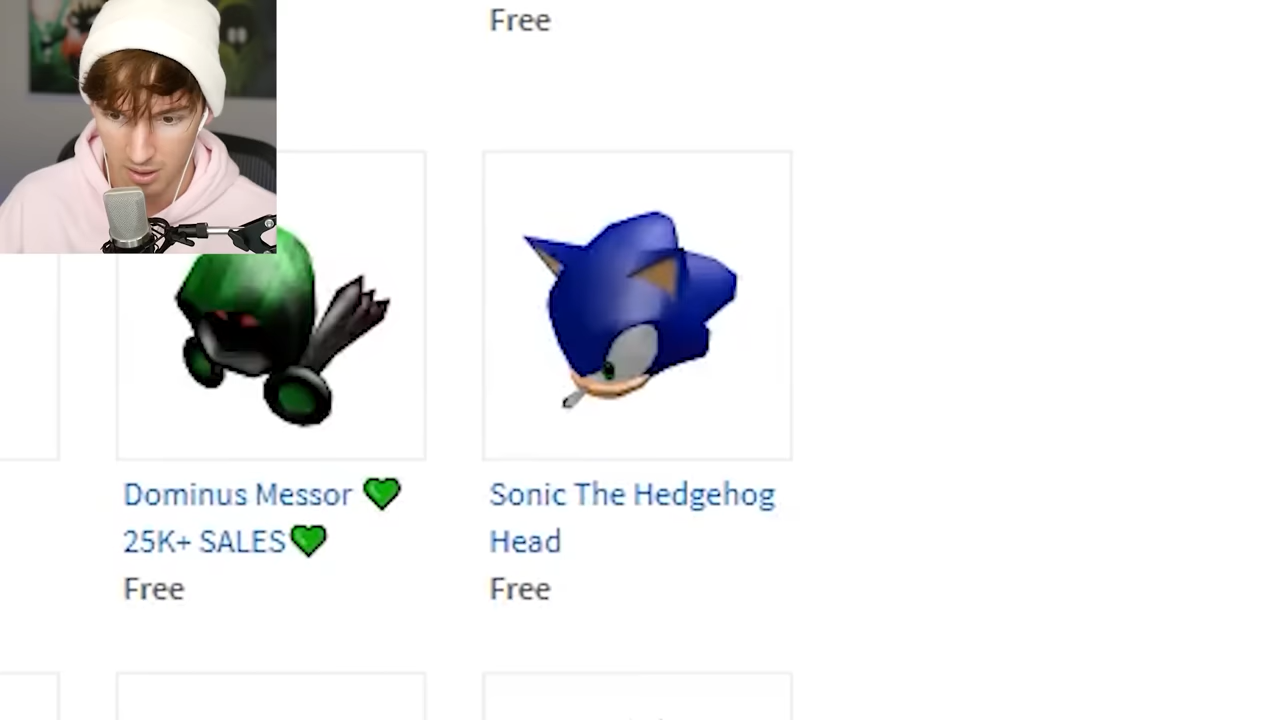 Free
Dominus Messor 💚
25K+ SALES💚
Free
Sonic The Hedgehog
Head
Free